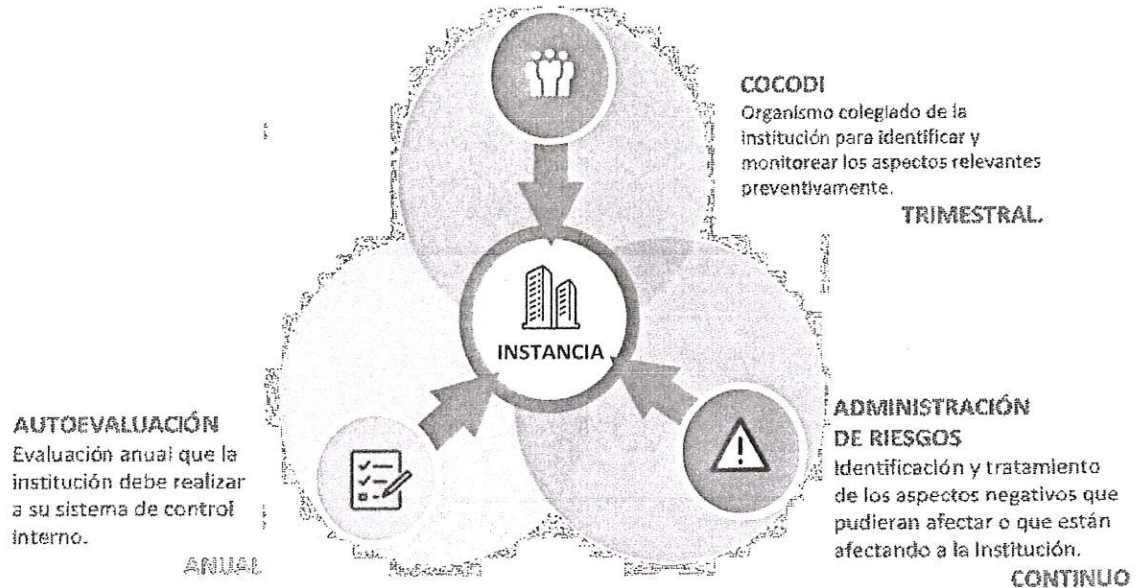 COCODI
Organismo colegiado de la
institución para identificar y
monitorear los aspectos relevantes
preventivamente.
TRIMESTRAL.
INSTANCIA
AUTOEVALUACIÓN
Evaluación anual que la
institución debe realizar
a su sistema de control
interno.
ANUAL
ADMINISTRACIÓN
DE RIESGOS
Identificación y tratamiento
de los aspectos negativos que
pudieran afectar o que están
afectando a la Institución.
CONTINUO